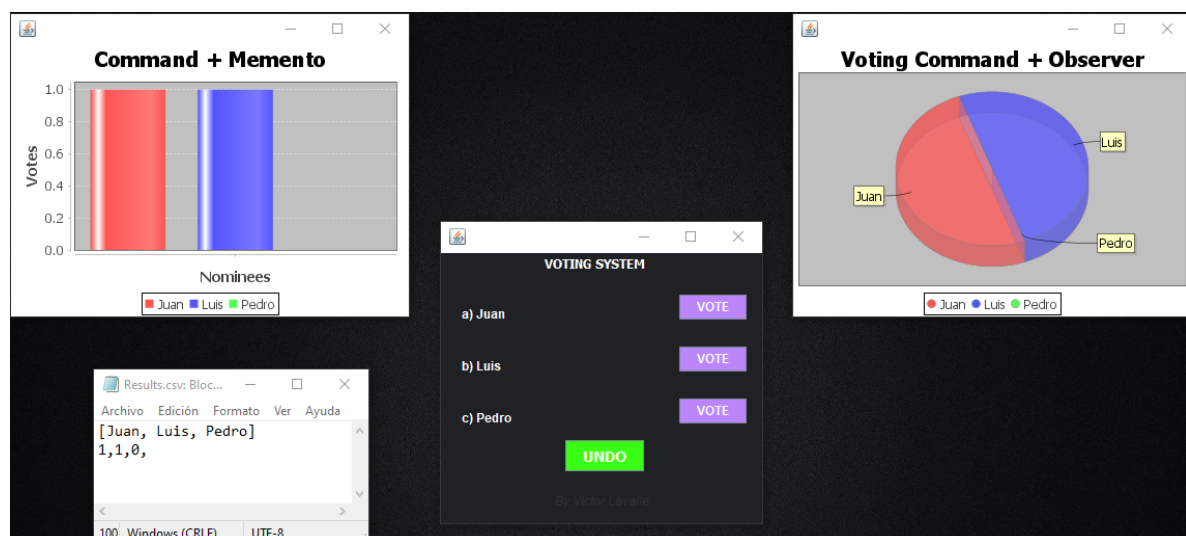 Command + Memento
1.0
0.8
0.6
0.4
0.2
0.0
Votes
Nominees
Juan Luis Pedro
Voting Command + Observer
Luis
Juan
Pedro
Juan Luis Pedro
VOTING SYSTEM
a) Juan VOTE
b) Luis VOTE
c) Pedro VOTE
UNDO
By Victor Lavalle
Results.csv: Bloc...
Archivo Edición Formato Ver Ayuda
[Juan, Luis, Pedro]
1,1,0,
100 Windows (CRLF) UTF-8